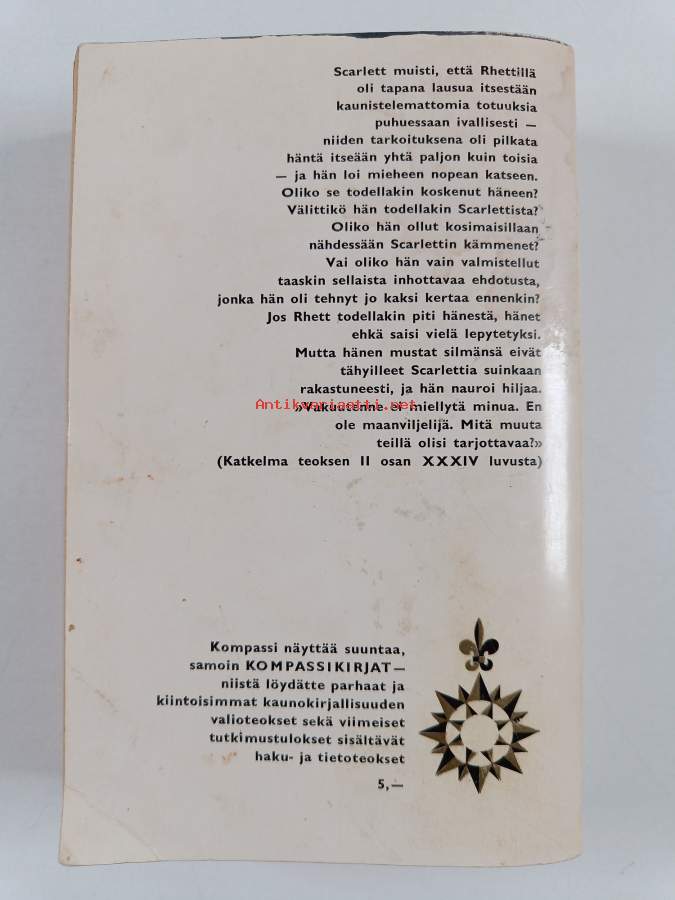 Scarlett muisti, että Rhettillä
oli tapana lausua itsestään
kaunistelemattomia totuuksia
puhuessaan ivallisesti —
niiden tarkoituksena oli pilkata
häntä itseään yhtä paljon kuin toisia
— ja hän loi mieheen nopean katseen.
Oliko se todellakin koskenut häneen?
Välittikö hän todellakin Scarlettista?
Oliko hän ollut kosimaisillaan
nähdessään Scarlettin kämmenet?
Vai oliko hän vain valmistellut
taaskin sellaista inhottavaa ehdotusta,
jonka hän oli tehnyt jo kaksi kertaa ennenkin?
Jos Rhett todellakin piti hänestä, hänet
ehkä saisi vielä lepytetyksi.
Mutta hänen mustat silmänsä eivät
tähyilleet Scarlettia suinkaan
rakastuneesti, ja hän nauroi hiljaa.
Antikvariaatti.net
»Vakuutenne ei miellytä minua. En
ole maanviljelijä. Mitä muuta
teillä olisi tarjottavaa?»
(Katkelma teoksen II osan XXXIV luvusta)
Kompassi näyttää suuntaa,
samoin KOMPASSIKIRJAT—
niistä löydätte parhaat ja
kiintoisimmat kaunokirjallisuuden
valioteokset sekä viimeiset
tutkimustulokset sisältävät
haku- ja tietoteokset
5,—